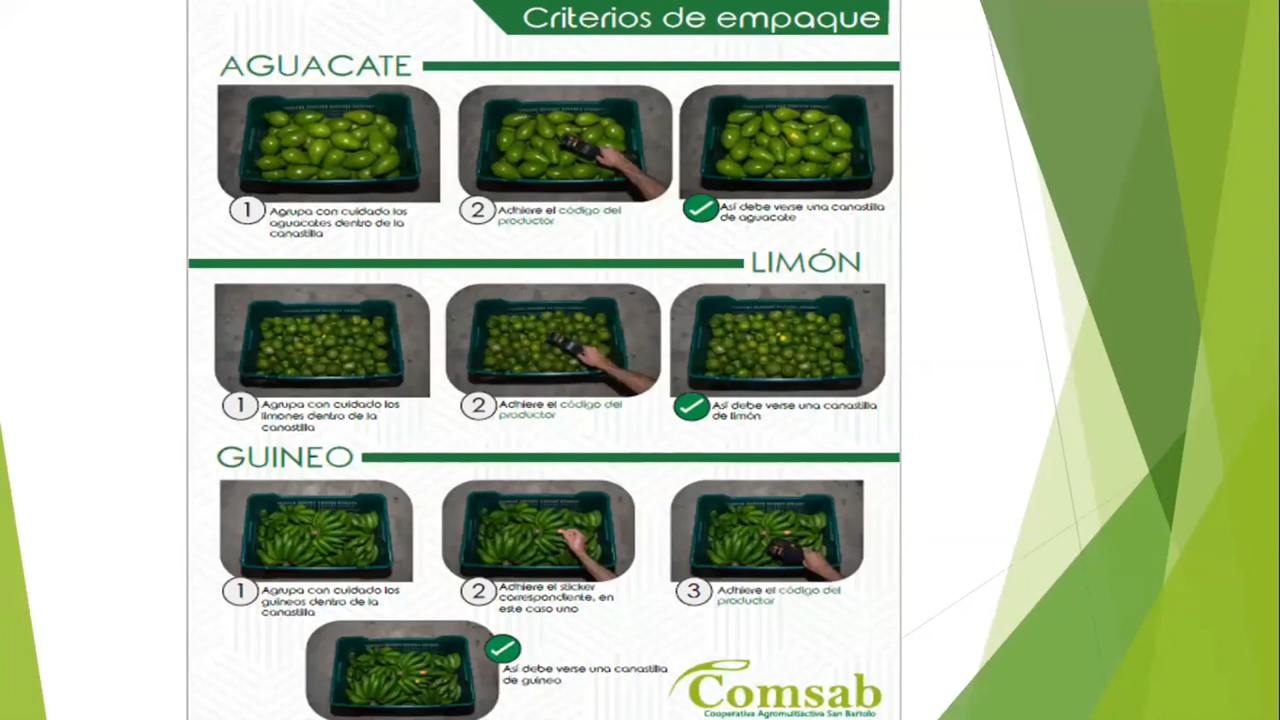 Criterios de empaque
AGUACATE
1 Agrupa con cuidado los
aguacates dentro de la
canastilla
2 Adhiere el código del
productor
Así debe verse una canastilla
de aguacate
LIMÓN
1 Agrupa con cuidado los
limones dentro de la
canastilla
2 Adhiere el código del
productor
Así debe verse una canastilla
de limón
GUINEO
1 Agrupa con cuidado los
guineos dentro de la
canastilla
2 Adhiere el sticker
correspondiente, en
este caso uno
3 Adhiere el código del
productor
Así debe verse una canastilla
de guineo
Comsab
Cooperativa Agromultiactiva San Bartolo